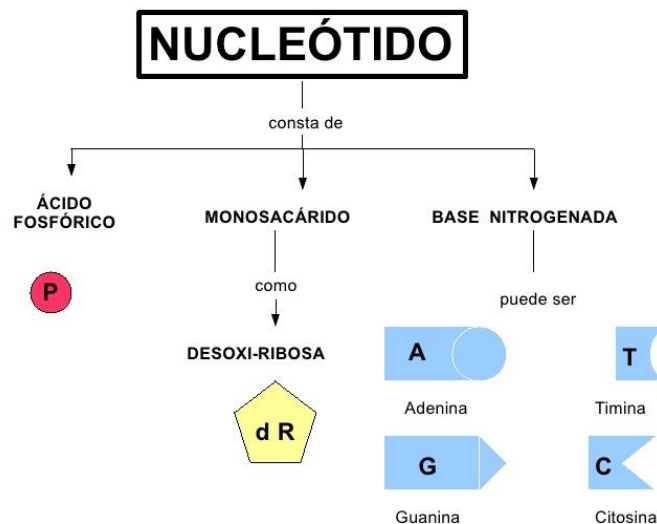 NUCLEÓTIDO
consta de
ÁCIDO
FOSFÓRICO
MONOSACÁRIDO
BASE NITROGENADA
P
como
puede ser
DESOXI-RIBOSA
A
T
Adenina
Timina
d R
G
C
Guanina
Citosina